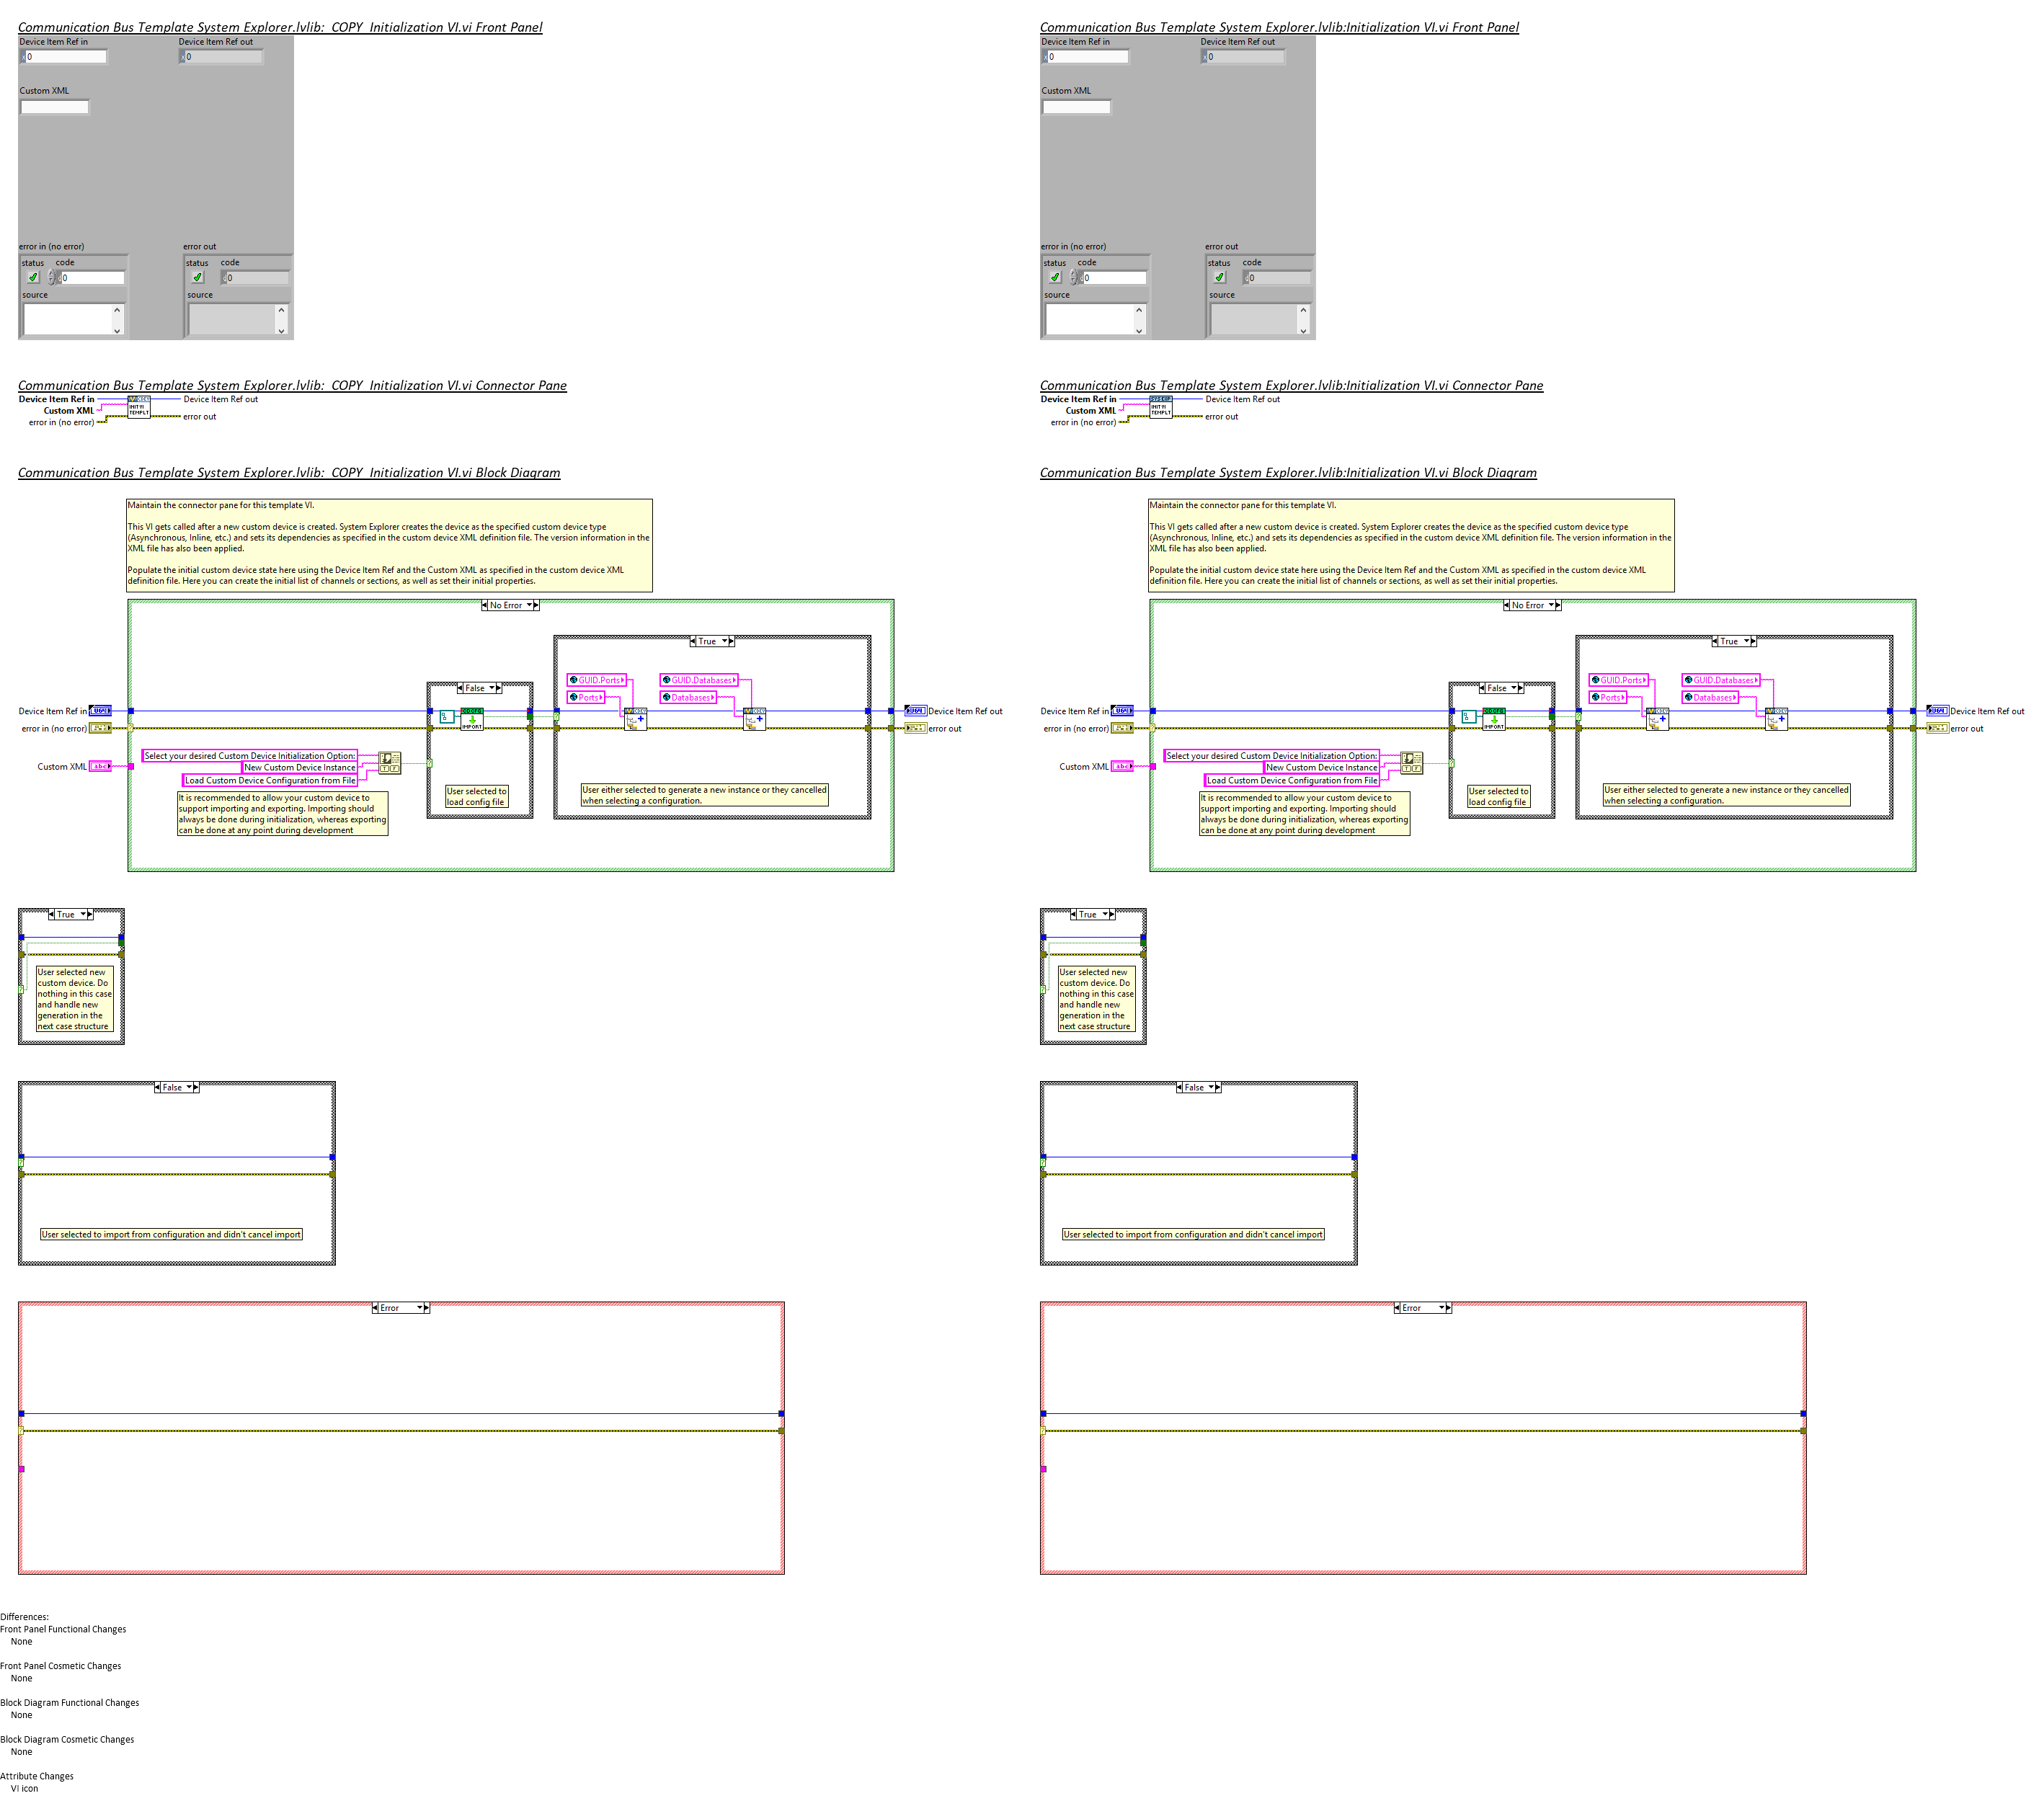 Communication Bus Template System Explorer.lvlib:  COPY  Initialization VI.vi Front Panel
Device Item Ref in
Device Item Ref out
0
0
Custom XML
error in (no error)
error out
status
code
status
code
0
0
source
source
Communication Bus Template System Explorer.lvlib:  COPY  Initialization VI.vi Connector Pane
Device Item Ref in
Device Item Ref out
Custom XML
error in (no error)
error out
TEMPLT
Communication Bus Template System Explorer.lvlib:  COPY  Initialization VI.vi Block Diagram
Maintain the connector pane for this template VI.
This VI gets called after a new custom device is created. System Explorer creates the device as the specified custom device type
(Asynchronous, Inline, etc.) and sets its dependencies as specified in the custom device XML definition file. The version information in the
XML file has also been applied.
Populate the initial custom device state here using the Device Item Ref and the Custom XML as specified in the custom device XML
definition file. Here you can create the initial list of channels or sections, as well as set their initial properties.
No Error
True
GUID.Ports
GUID.Databases
Ports
Databases
False
Device Item Ref in
Device Item Ref out
error in (no error)
error out
IMPORT
Custom XML
abc
Select your desired Custom Device Initialization Option:
New Custom Device Instance
Load Custom Device Configuration from File
It is recommended to allow your custom device to
support importing and exporting. Importing should
always be done during initialization, whereas exporting
can be done at any point during development
User selected to
load config file
User either selected to generate a new instance or they cancelled
when selecting a configuration.
True
User selected new
custom device. Do
nothing in this case
and handle new
generation in the
next case structure
False
User selected to import from configuration and didn't cancel import
Error
Communication Bus Template System Explorer.lvlib:Initialization VI.vi Front Panel
Device Item Ref in
Device Item Ref out
0
0
Custom XML
error in (no error)
error out
status
code
status
code
0
0
source
source
Communication Bus Template System Explorer.lvlib:Initialization VI.vi Connector Pane
Device Item Ref in
Device Item Ref out
Custom XML
error in (no error)
error out
TEMPLT
Communication Bus Template System Explorer.lvlib:Initialization VI.vi Block Diagram
Maintain the connector pane for this template VI.
This VI gets called after a new custom device is created. System Explorer creates the device as the specified custom device type
(Asynchronous, Inline, etc.) and sets its dependencies as specified in the custom device XML definition file. The version information in the
XML file has also been applied.
Populate the initial custom device state here using the Device Item Ref and the Custom XML as specified in the custom device XML
definition file. Here you can create the initial list of channels or sections, as well as set their initial properties.
No Error
True
GUID.Ports
GUID.Databases
Ports
Databases
False
Device Item Ref in
Device Item Ref out
error in (no error)
error out
IMPORT
Custom XML
abc
Select your desired Custom Device Initialization Option:
New Custom Device Instance
Load Custom Device Configuration from File
It is recommended to allow your custom device to
support importing and exporting. Importing should
always be done during initialization, whereas exporting
can be done at any point during development
User selected to
load config file
User either selected to generate a new instance or they cancelled
when selecting a configuration.
True
User selected new
custom device. Do
nothing in this case
and handle new
generation in the
next case structure
False
User selected to import from configuration and didn't cancel import
Error
Differences:
Front Panel Functional Changes
None
Front Panel Cosmetic Changes
None
Block Diagram Functional Changes
None
Block Diagram Cosmetic Changes
None
Attribute Changes
VI icon